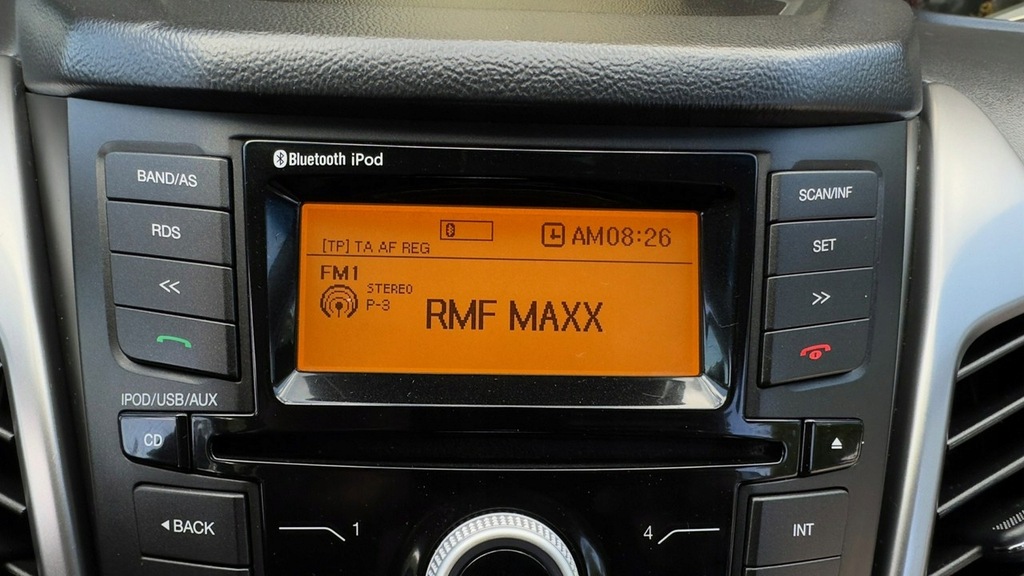 Bluetooth iPod
BAND/AS
RDS
<<
SCAN/INF
SET
>>
[TP] TA AF REG
AM08:26
FM1
STEREO
P-3
RMF MAXX
IPOD/USB/AUX
CD
BACK
1
4
INT